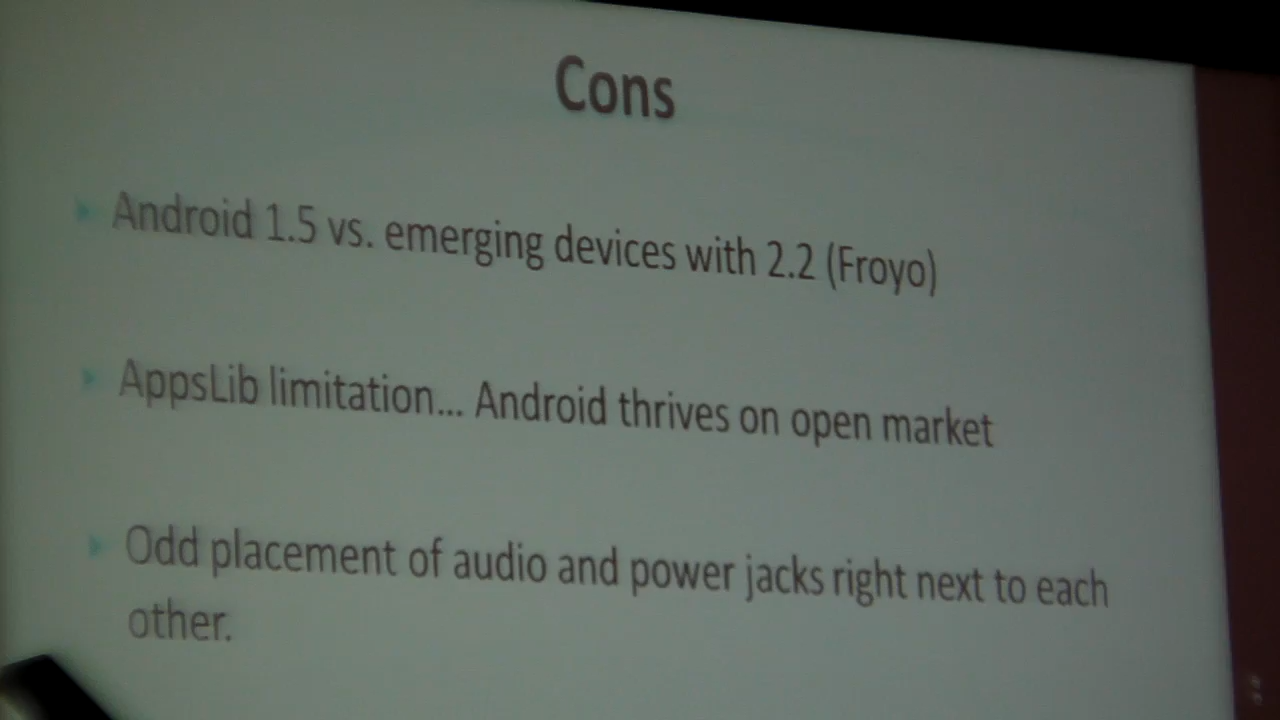 Cons
Android 1.5 vs. emerging devices with 2.2 (Froyo)
AppsLib limitation... Android thrives on open market
Odd placement of audio and power jacks right next to each
other.